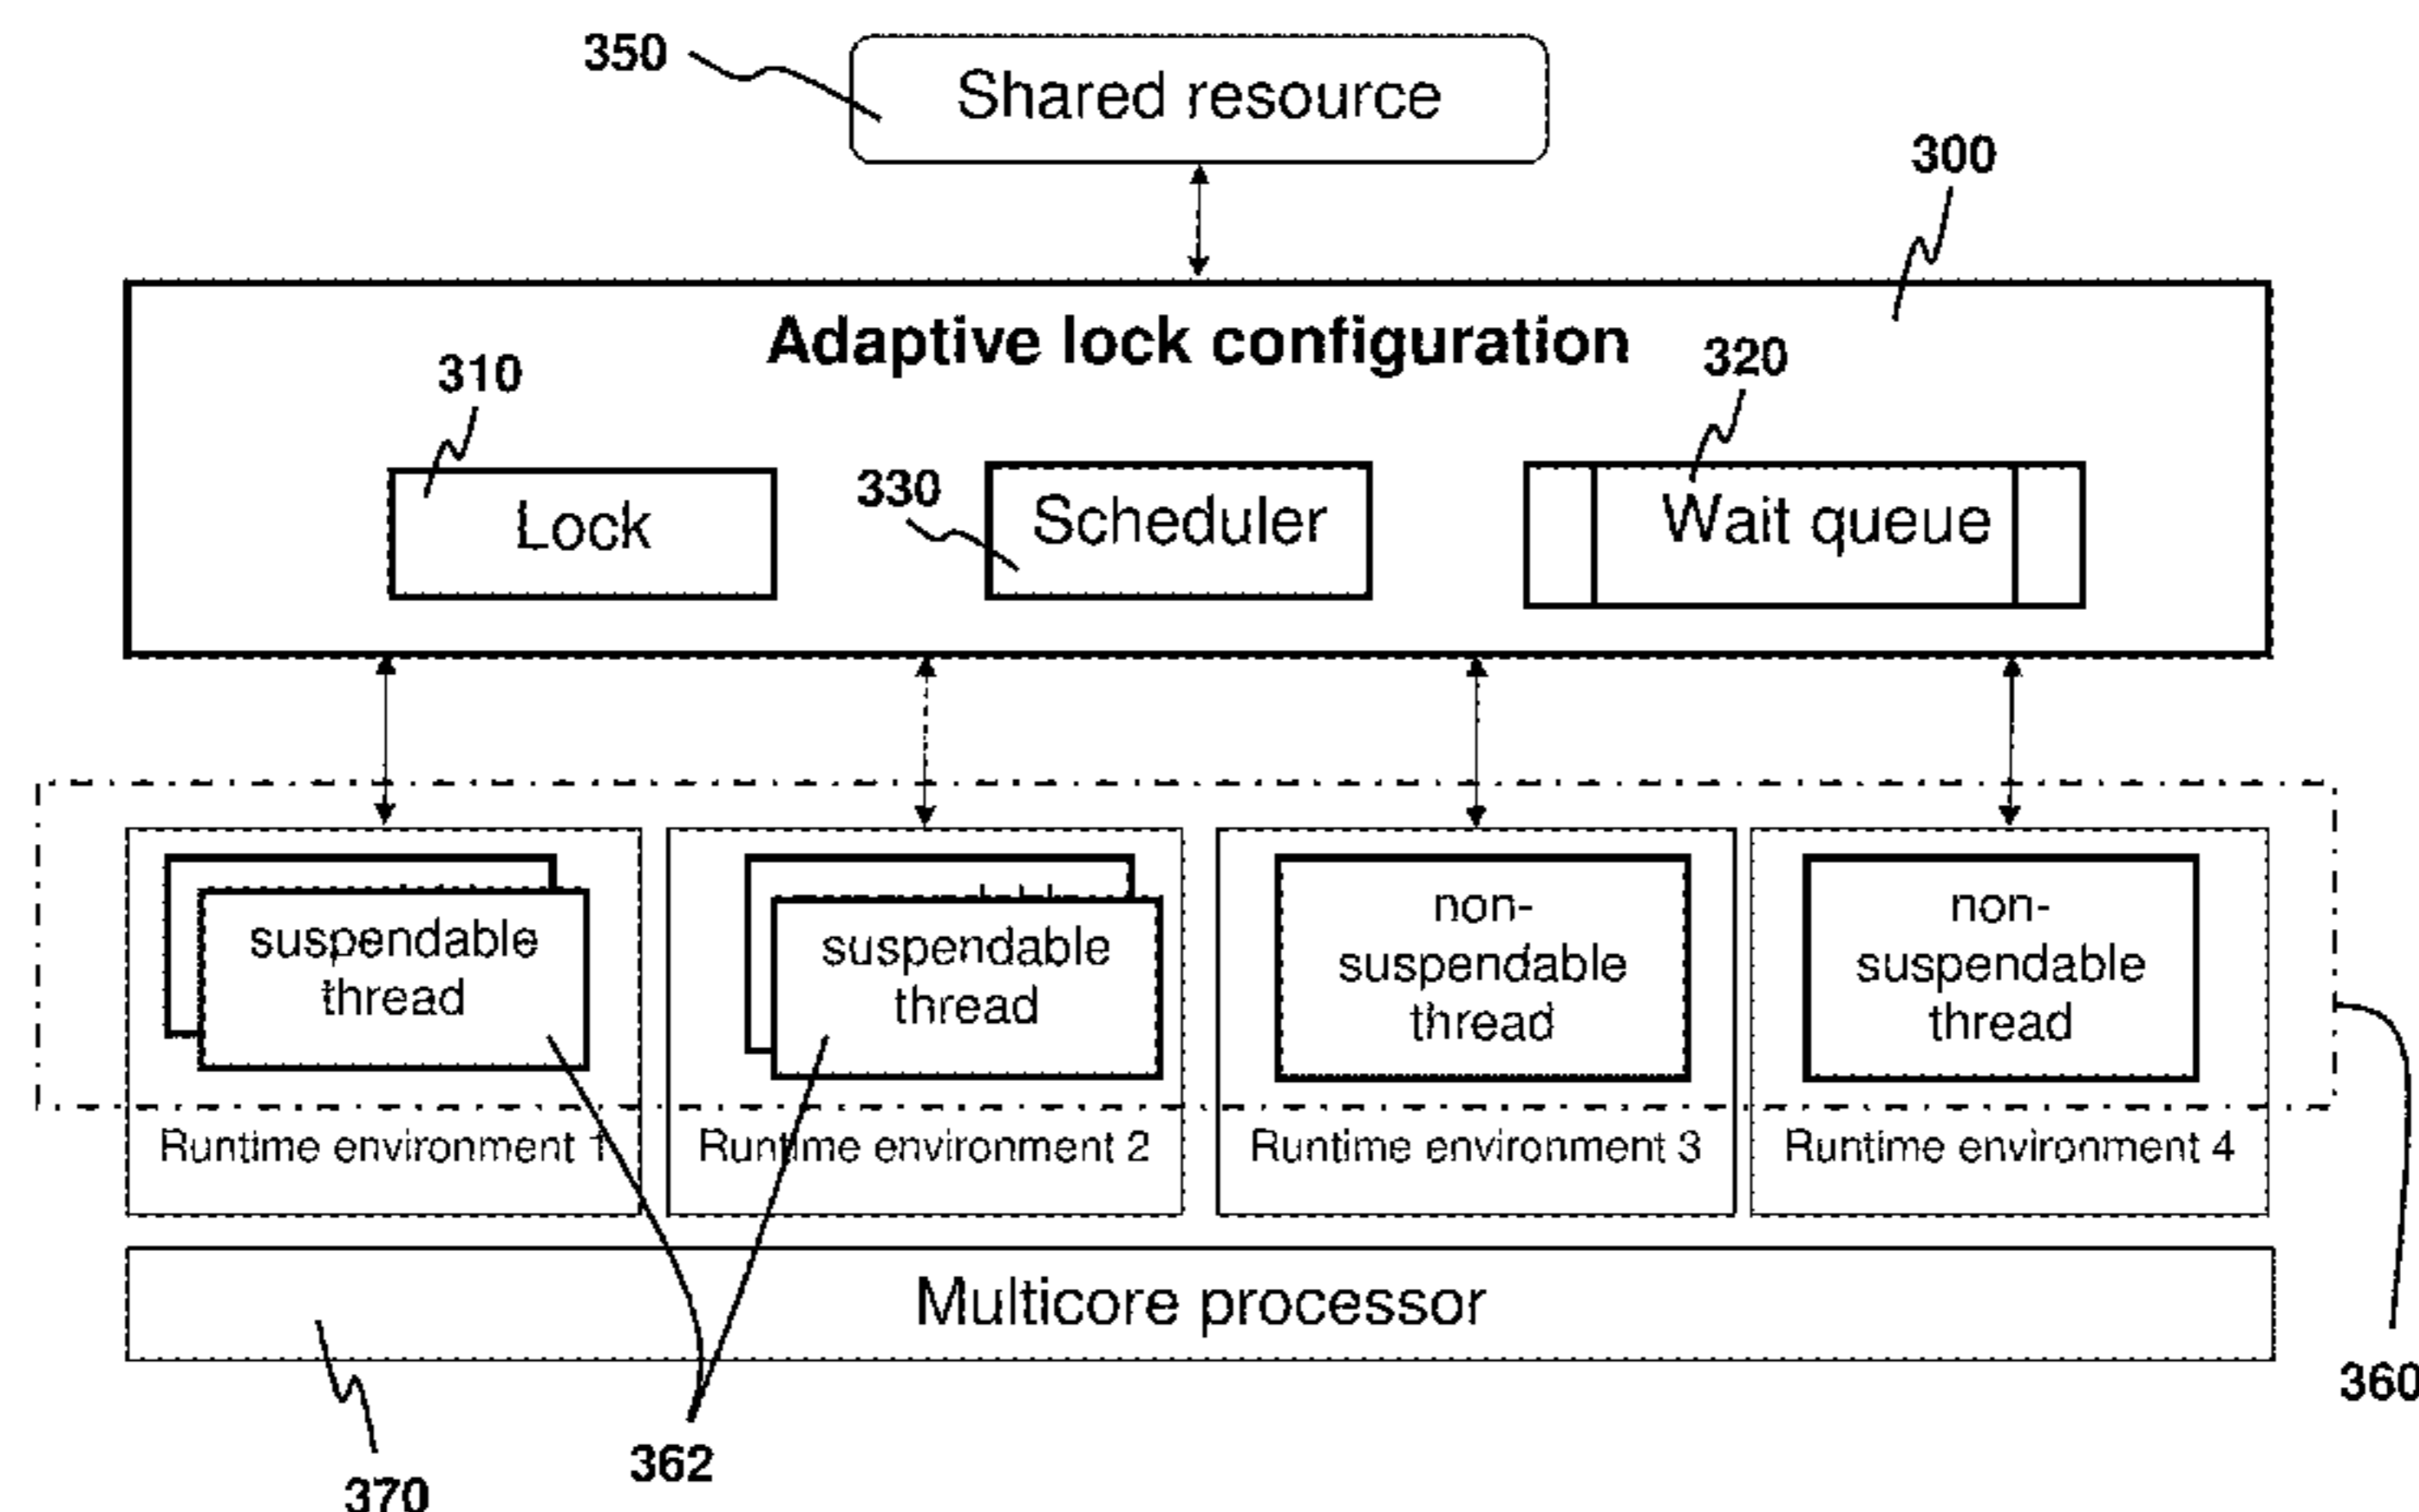 350
Shared resource
300
Adaptive lock configuration
310
320
330
Lock
Scheduler
Wait queue
suspendable
thread
suspendable
thread
non-
suspendable
thread
non-
suspendable
thread
Runtime environment 1
Runtime environment 2
Runtime environment 3
Runtime environment 4
Multicore processor
360
362
370